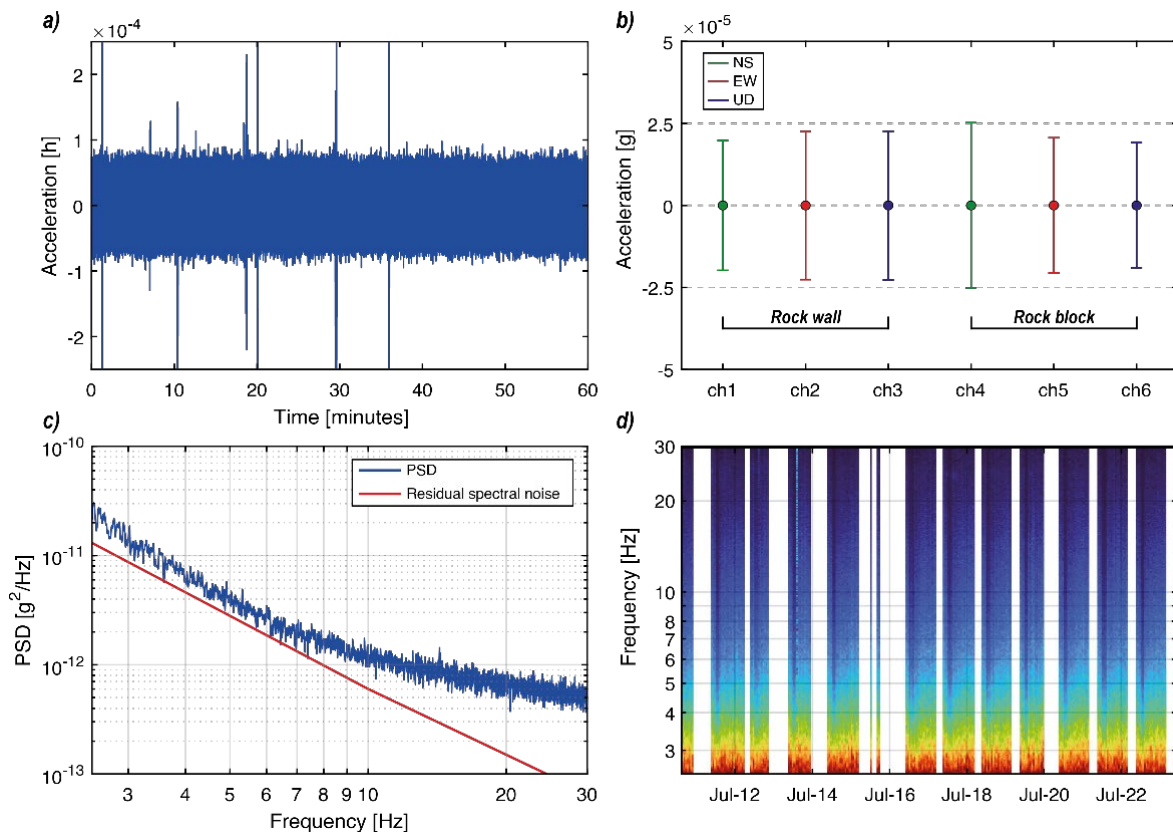 a)
× 10⁻⁴
2
1
0
-1
-2
Acceleration [h]
0 10 20 30 40 50 60
Time [minutes]
b)
× 10⁻⁵
5
2.5
0
-2.5
-5
Acceleration [g]
NS
EW
UD
Rock wall
Rock block
ch1 ch2 ch3 ch4 ch5 ch6
c)
10⁻¹⁰
10⁻¹¹
10⁻¹²
10⁻¹³
PSD [g²/Hz]
PSD
Residual spectral noise
3 4 5 6 7 8 9 10 20 30
Frequency [Hz]
d)
30
20
10
8
7
6
5
4
3
Frequency [Hz]
Jul-12 Jul-14 Jul-16 Jul-18 Jul-20 Jul-22